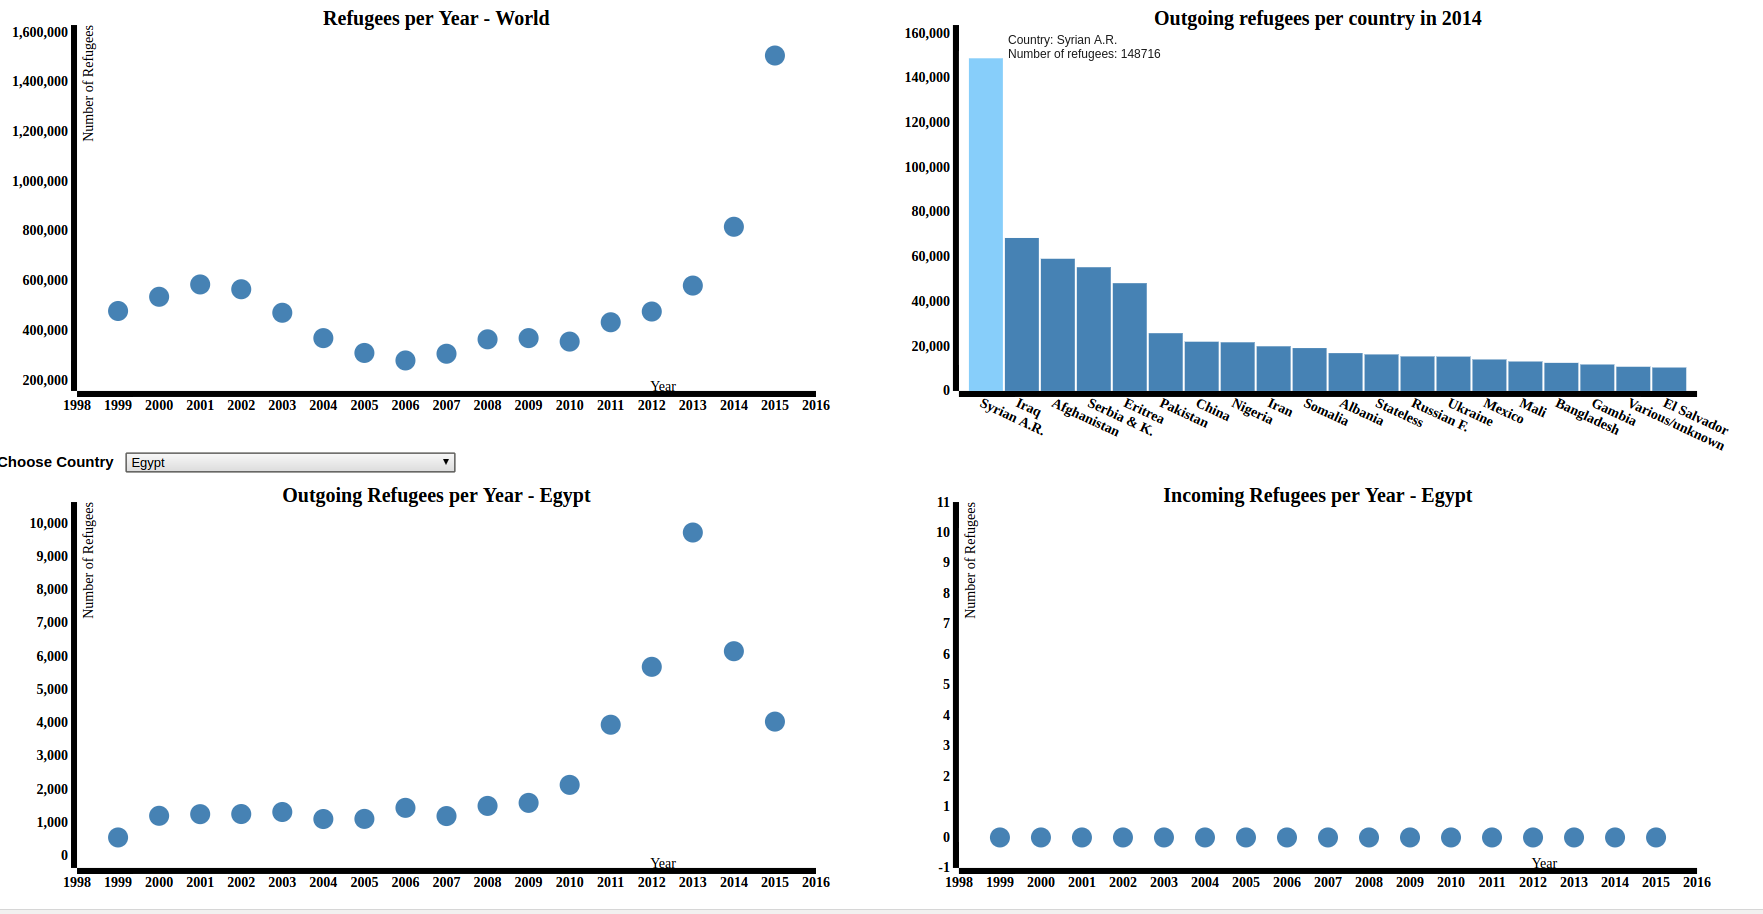 Refugees per Year - World
Number of Refugees
1,600,000
1,400,000
1,200,000
1,000,000
800,000
600,000
400,000
200,000
Year
1998 1999 2000 2001 2002 2003 2004 2005 2006 2007 2008 2009 2010 2011 2012 2013 2014 2015 2016
Outgoing refugees per country in 2014
Country: Syrian A.R.
Number of refugees: 148716
160,000
140,000
120,000
100,000
80,000
60,000
40,000
20,000
0
Syrian A.R.
Iraq
Afghanistan
Serbia & K.
Eritrea
Pakistan
China
Nigeria
Iran
Somalia
Albania
Stateless
Russian F.
Ukraine
Mexico
Mali
Bangladesh
Gambia
Various/unknown
El Salvador
Choose Country Egypt
Outgoing Refugees per Year - Egypt
Number of Refugees
10,000
9,000
8,000
7,000
6,000
5,000
4,000
3,000
2,000
1,000
0
Year
1998 1999 2000 2001 2002 2003 2004 2005 2006 2007 2008 2009 2010 2011 2012 2013 2014 2015 2016
Incoming Refugees per Year - Egypt
Number of Refugees
11
10
9
8
7
6
5
4
3
2
1
0
-1
Year
1998 1999 2000 2001 2002 2003 2004 2005 2006 2007 2008 2009 2010 2011 2012 2013 2014 2015 2016